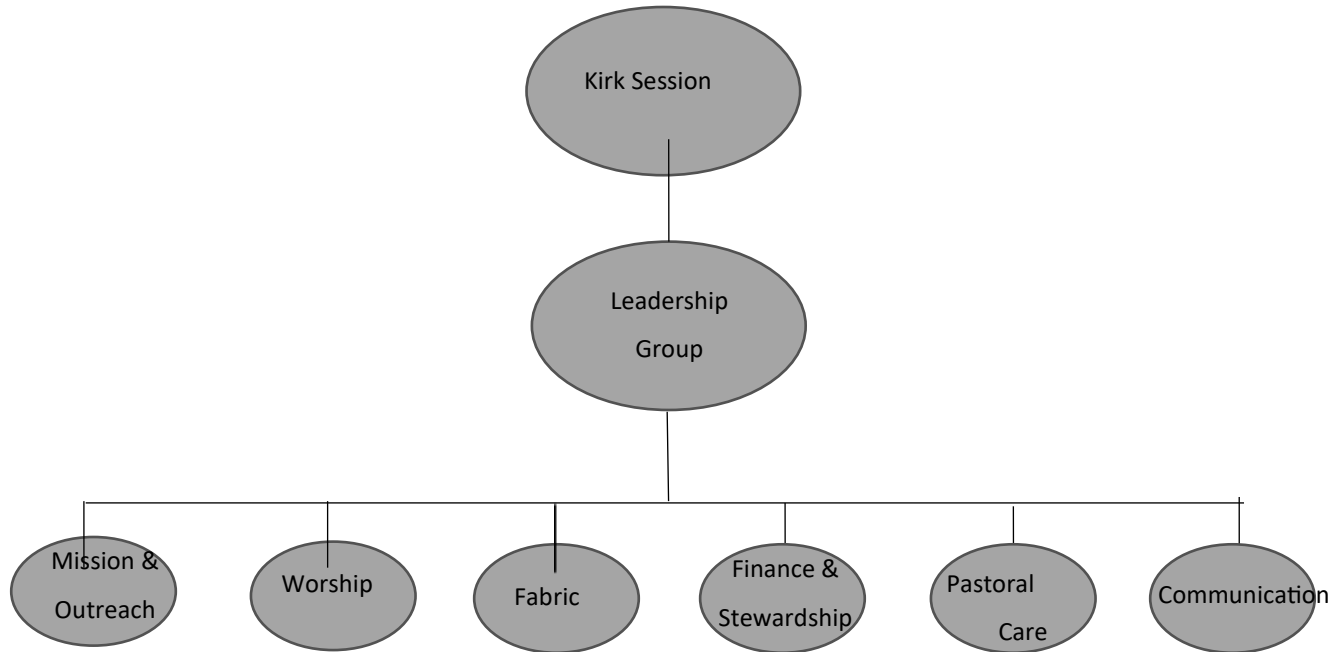 Kirk Session
Leadership
Group
Mission &
Outreach
Worship
Fabric
Finance &
Stewardship
Pastoral
Care
Communication